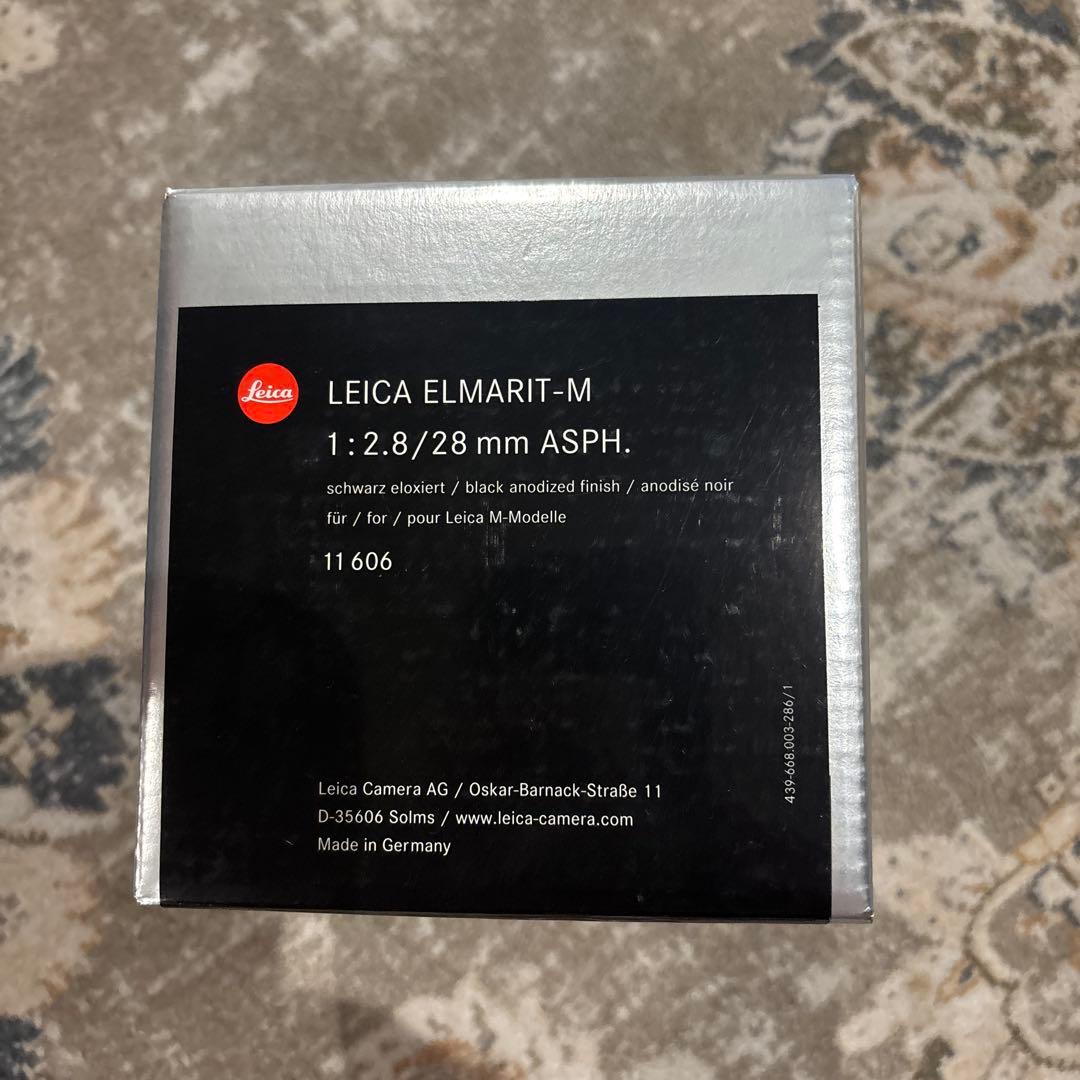 Leica
LEICA ELMARIT-M
1:2.8/28 mm ASPH.
schwarz eloxiert / black anodized finish / anodisé noir
für / for / pour Leica M-Modelle
11 606
439-668.003-286/1
Leica Camera AG / Oskar-Barnack-Straße 11
D-35606 Solms / www.leica-camera.com
Made in Germany